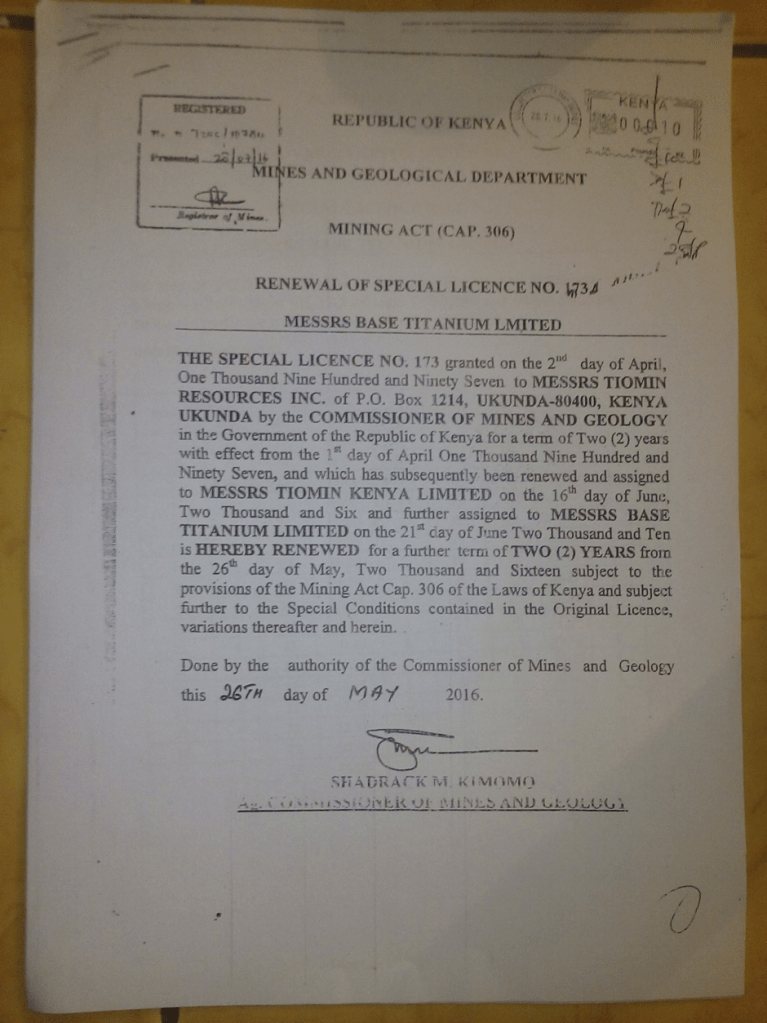 REGISTERED
Presented 22/07/16
Registrar of Mines.
KENYA
00010
REPUBLIC OF KENYA
MINES AND GEOLOGICAL DEPARTMENT
MINING ACT (CAP. 306)
RENEWAL OF SPECIAL LICENCE NO. 173
MESSRS BASE TITANIUM LMITED
THE SPECIAL LICENCE NO. 173 granted on the 2nd day of April,
One Thousand Nine Hundred and Ninety Seven to MESSRS TIOMIN
RESOURCES INC. of P.O. Box 1214, UKUNDA-80400, KENYA
UKUNDA by the COMMISSIONER OF MINES AND GEOLOGY
in the Government of the Republic of Kenya for a term of Two (2) years
with effect from the 1st day of April One Thousand Nine Hundred and
Ninety Seven, and which has subsequently been renewed and assigned
to MESSRS TIOMIN KENYA LIMITED on the 16th day of June,
Two Thousand and Six and further assigned to MESSRS BASE
TITANIUM LIMITED on the 21st day of June Two Thousand and Ten
is HEREBY RENEWED for a further term of TWO (2) YEARS from
the 26th day of May, Two Thousand and Sixteen subject to the
provisions of the Mining Act Cap. 306 of the Laws of Kenya and subject
further to the Special Conditions contained in the Original Licence,
variations thereafter and herein.
Done by the authority of the Commissioner of Mines and Geology
this 26TH day of MAY 2016.
SHADRACK M. KIMOMO
Ag. COMMISSIONER OF MINES AND GEOLOGY